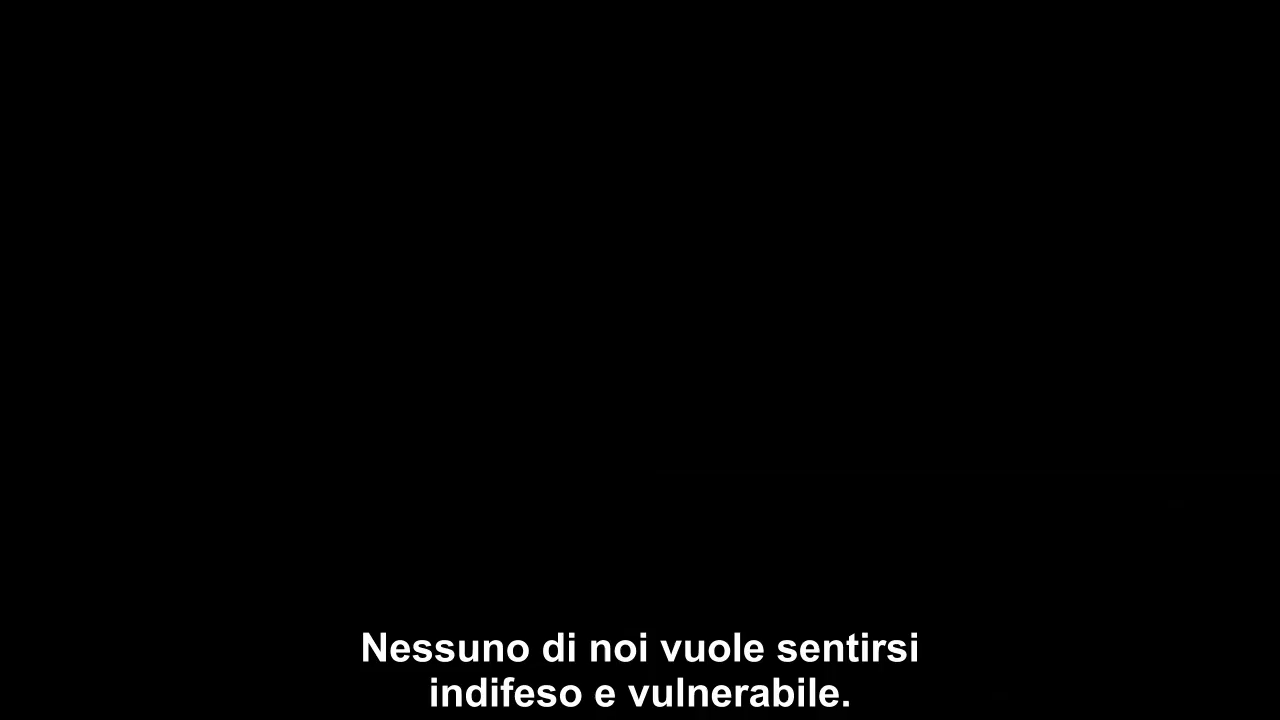 Nessuno di noi vuole sentirsi
indifeso e vulnerabile.